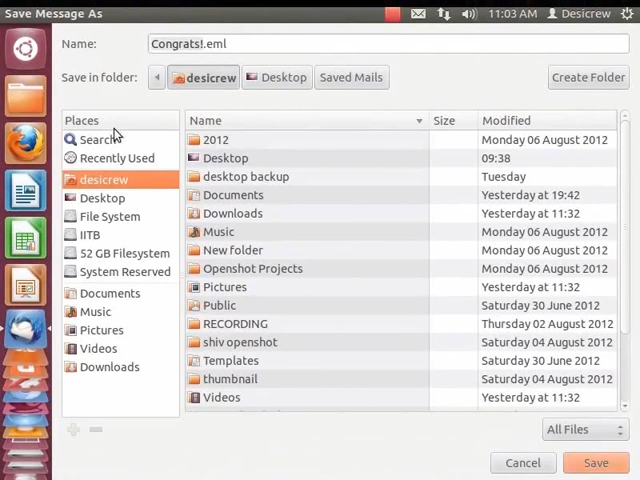 Save Message As
11:03 AM
Desicrew
Name:
Congrats!.eml
Save in folder:
desicrew
Desktop
Saved Mails
Create Folder
Places
Search
Recently Used
desicrew
Desktop
File System
IITB
52 GB Filesystem
System Reserved
Documents
Music
Pictures
Videos
Downloads
Name Size Modified
2012 Monday 06 August 2012
Desktop 09:38
desktop backup Tuesday
Documents Yesterday at 19:42
Downloads Yesterday at 11:32
Music Monday 06 August 2012
New folder Monday 06 August 2012
Openshot Projects Monday 06 August 2012
Pictures Yesterday at 11:32
Public Saturday 30 June 2012
RECORDING Thursday 02 August 2012
shiv openshot Saturday 04 August 2012
Templates Yesterday at 11:32
thumbnail Saturday 04 August 2012
Videos Yesterday at 11:32
All Files
Cancel
Save